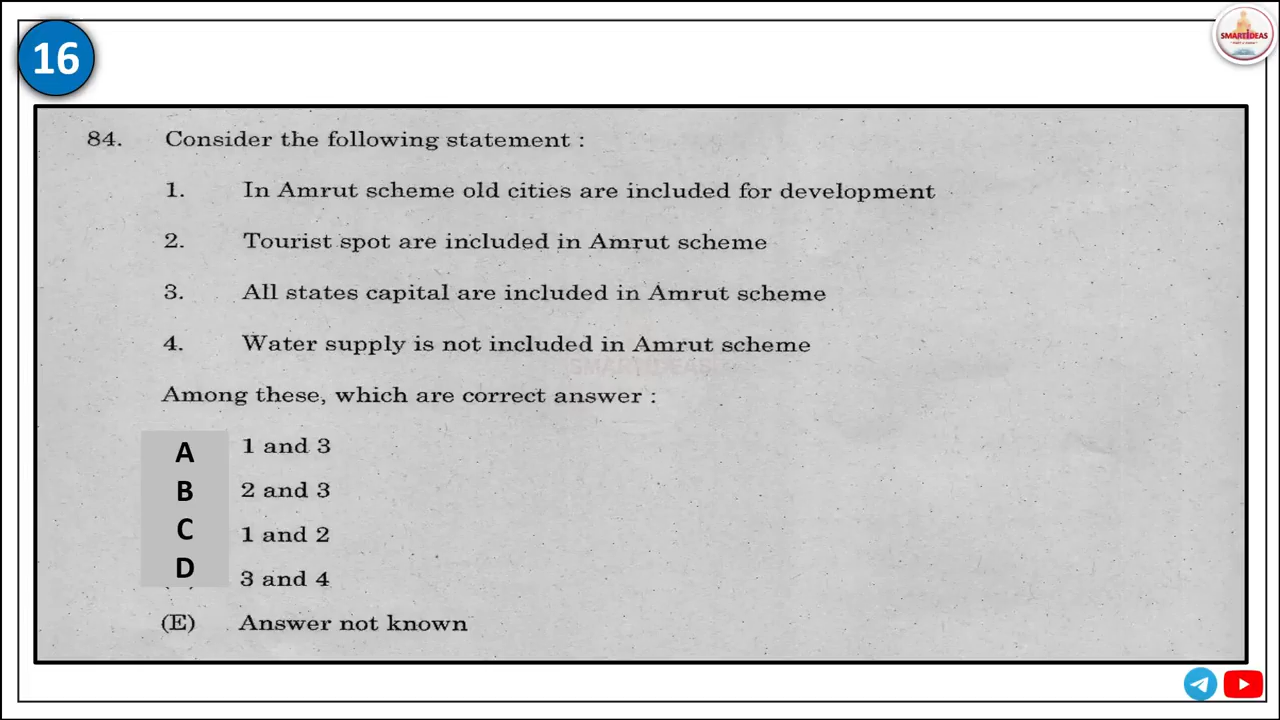 16
SMARTIDEAS
84. Consider the following statement :
1. In Amrut scheme old cities are included for development
2. Tourist spot are included in Amrut scheme
3. All states capital are included in Amrut scheme
4. Water supply is not included in Amrut scheme
SMARTIDEAS
Among these, which are correct answer :
A 1 and 3
B 2 and 3
C 1 and 2
D 3 and 4
(E) Answer not known